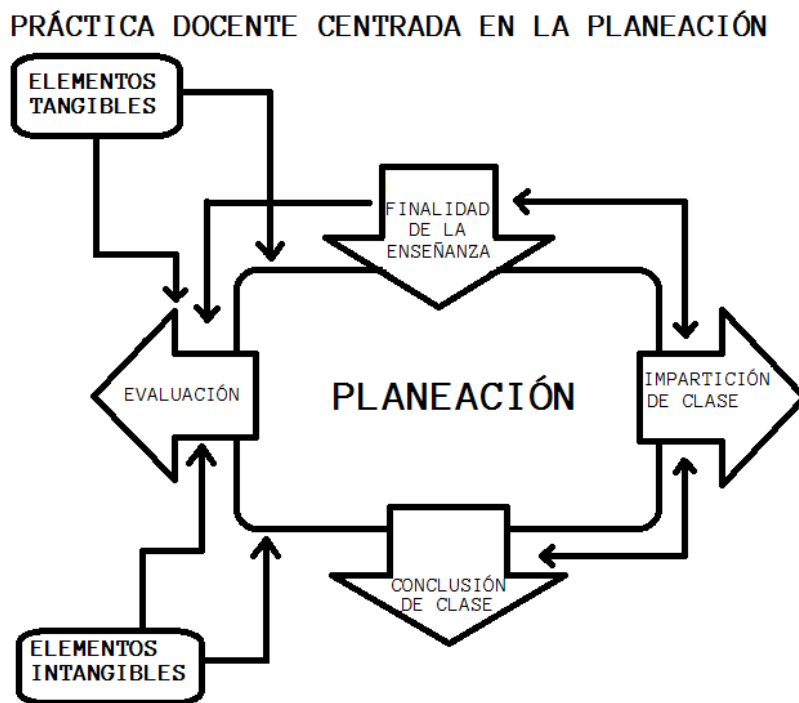 PRÁCTICA DOCENTE CENTRADA EN LA PLANEACIÓN
ELEMENTOS
TANGIBLES
FINALIDAD
DE LA
ENSEÑANZA
EVALUACIÓN
PLANEACIÓN
IMPARTICIÓN
DE CLASE
CONCLUSIÓN
DE CLASE
ELEMENTOS
INTANGIBLES